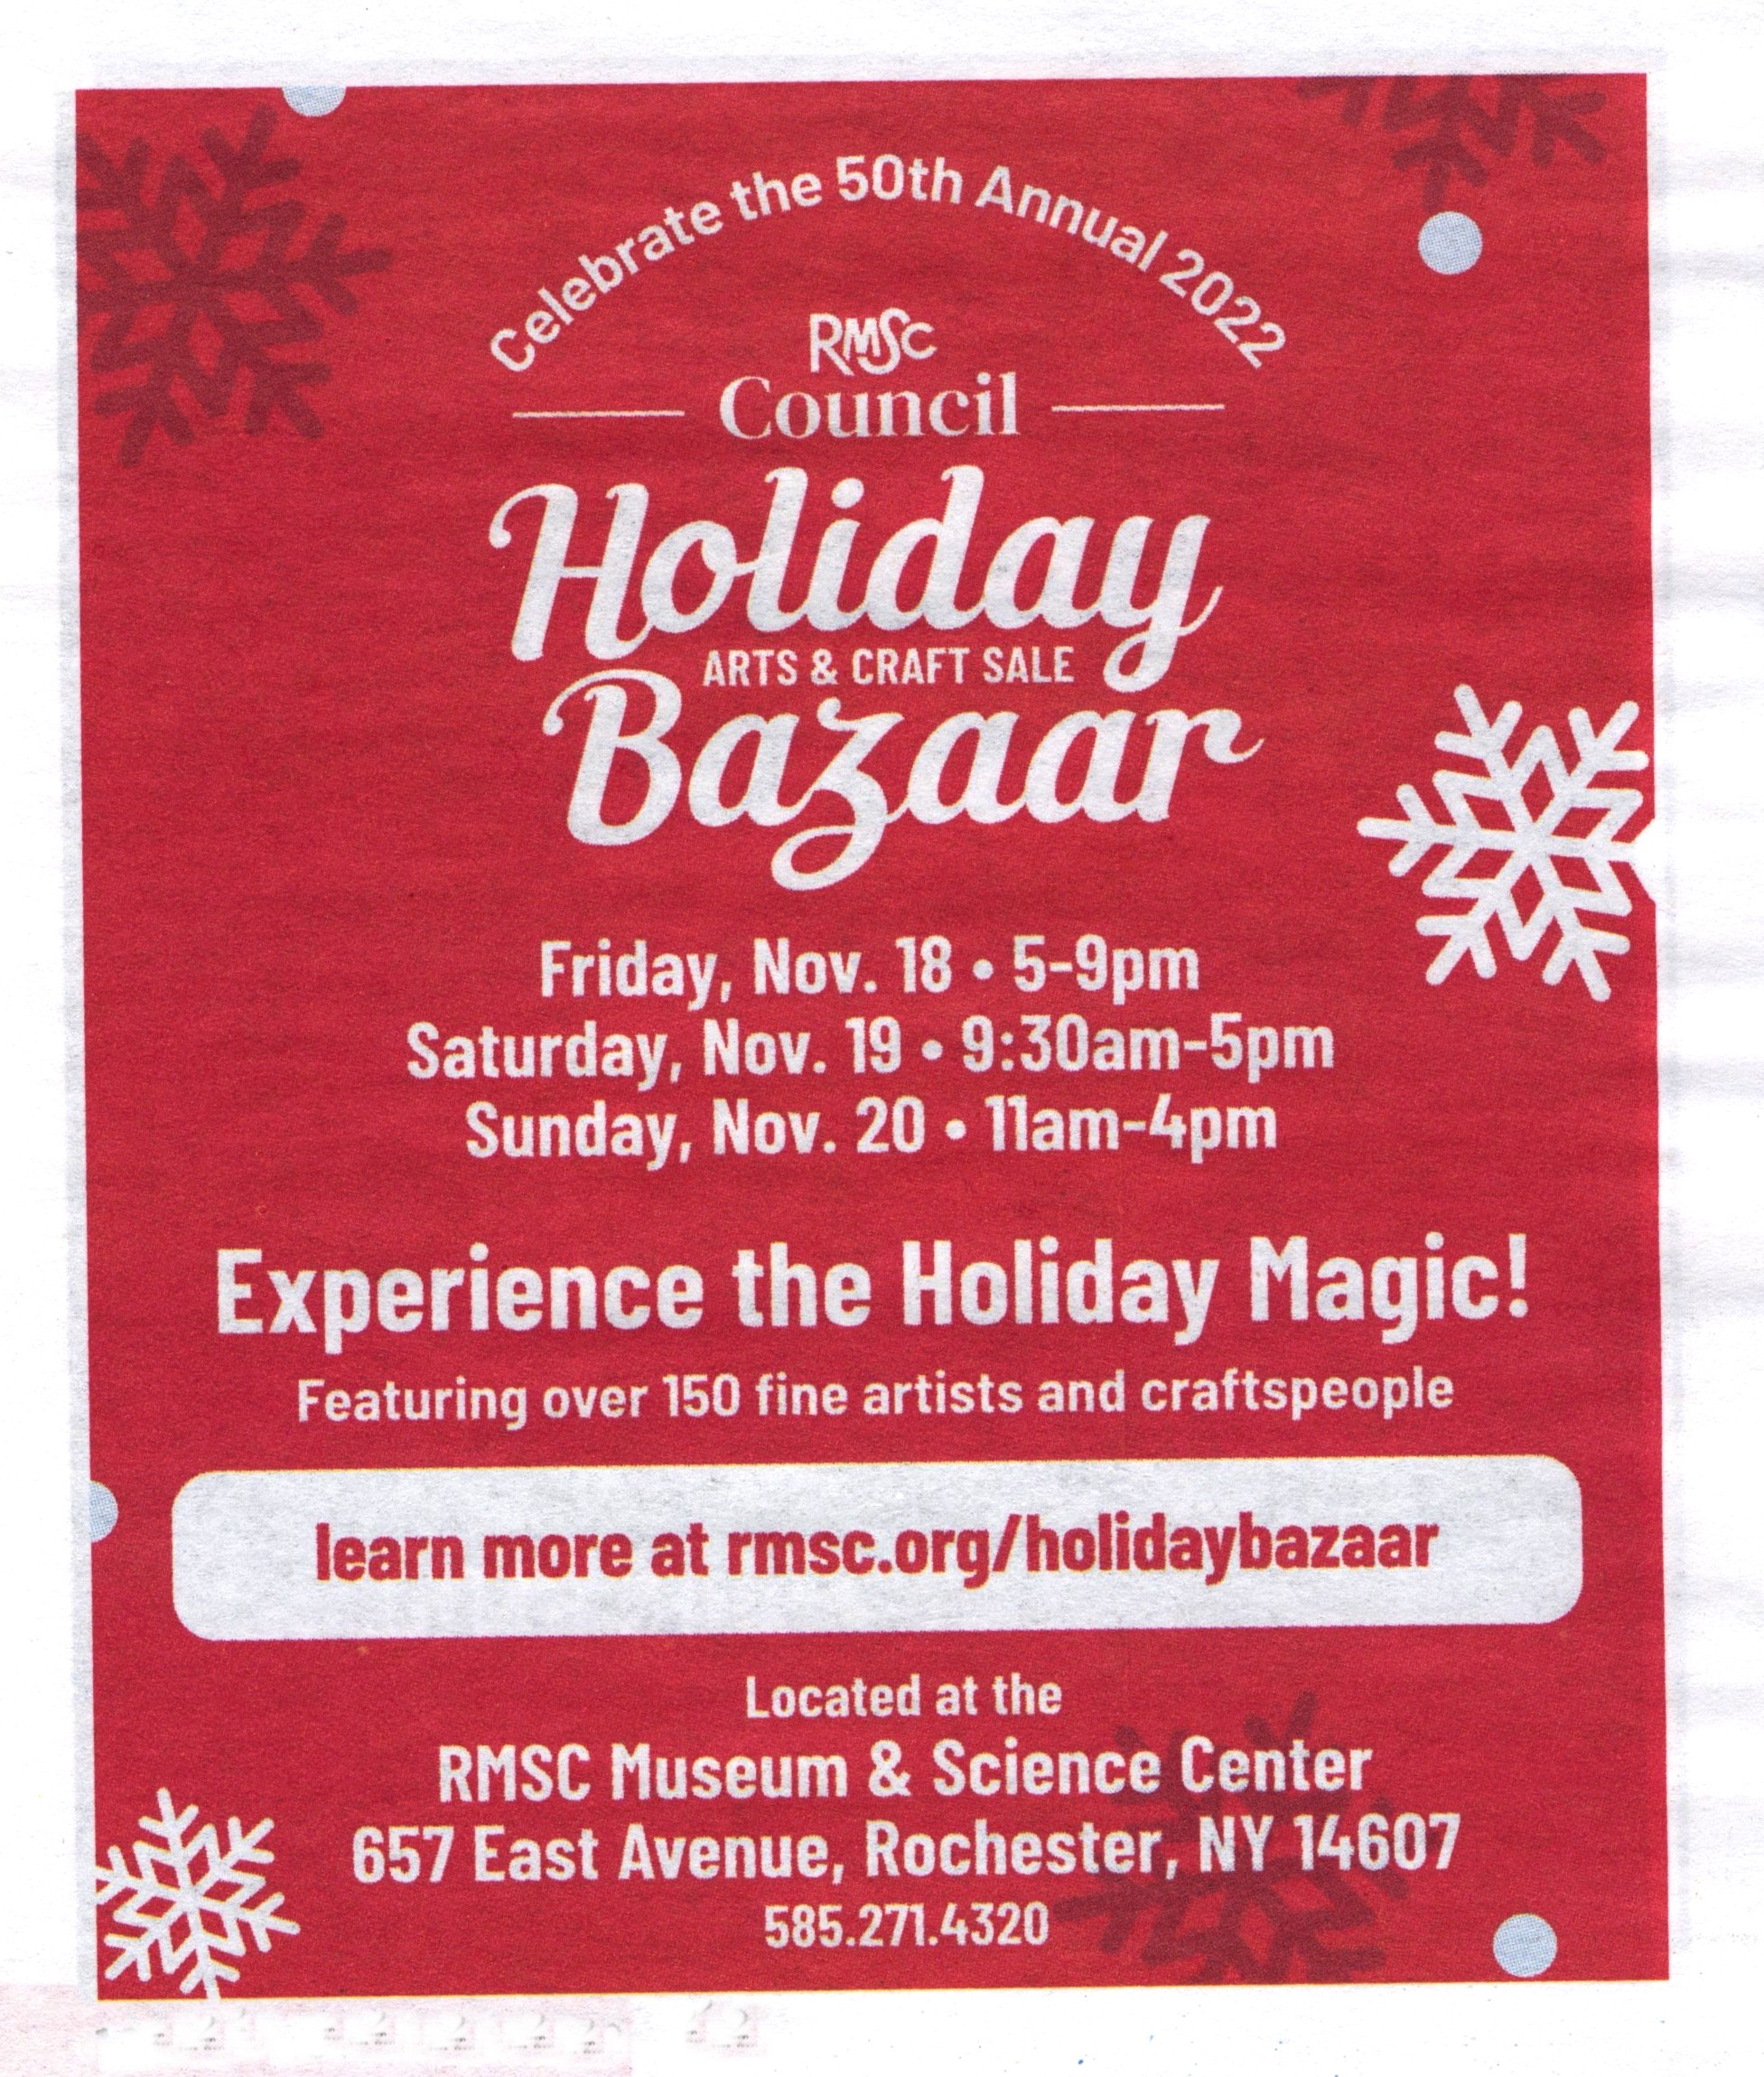 Celebrate the 50th Annual 2022
RMSC
Council
Holiday
ARTS & CRAFT SALE
Bazaar
Friday, Nov. 18 • 5-9pm
Saturday, Nov. 19 • 9:30am-5pm
Sunday, Nov. 20 • 11am-4pm
Experience the Holiday Magic!
Featuring over 150 fine artists and craftspeople
learn more at rmsc.org/holidaybazaar
Located at the
RMSC Museum & Science Center
657 East Avenue, Rochester, NY 14607
585.271.4320